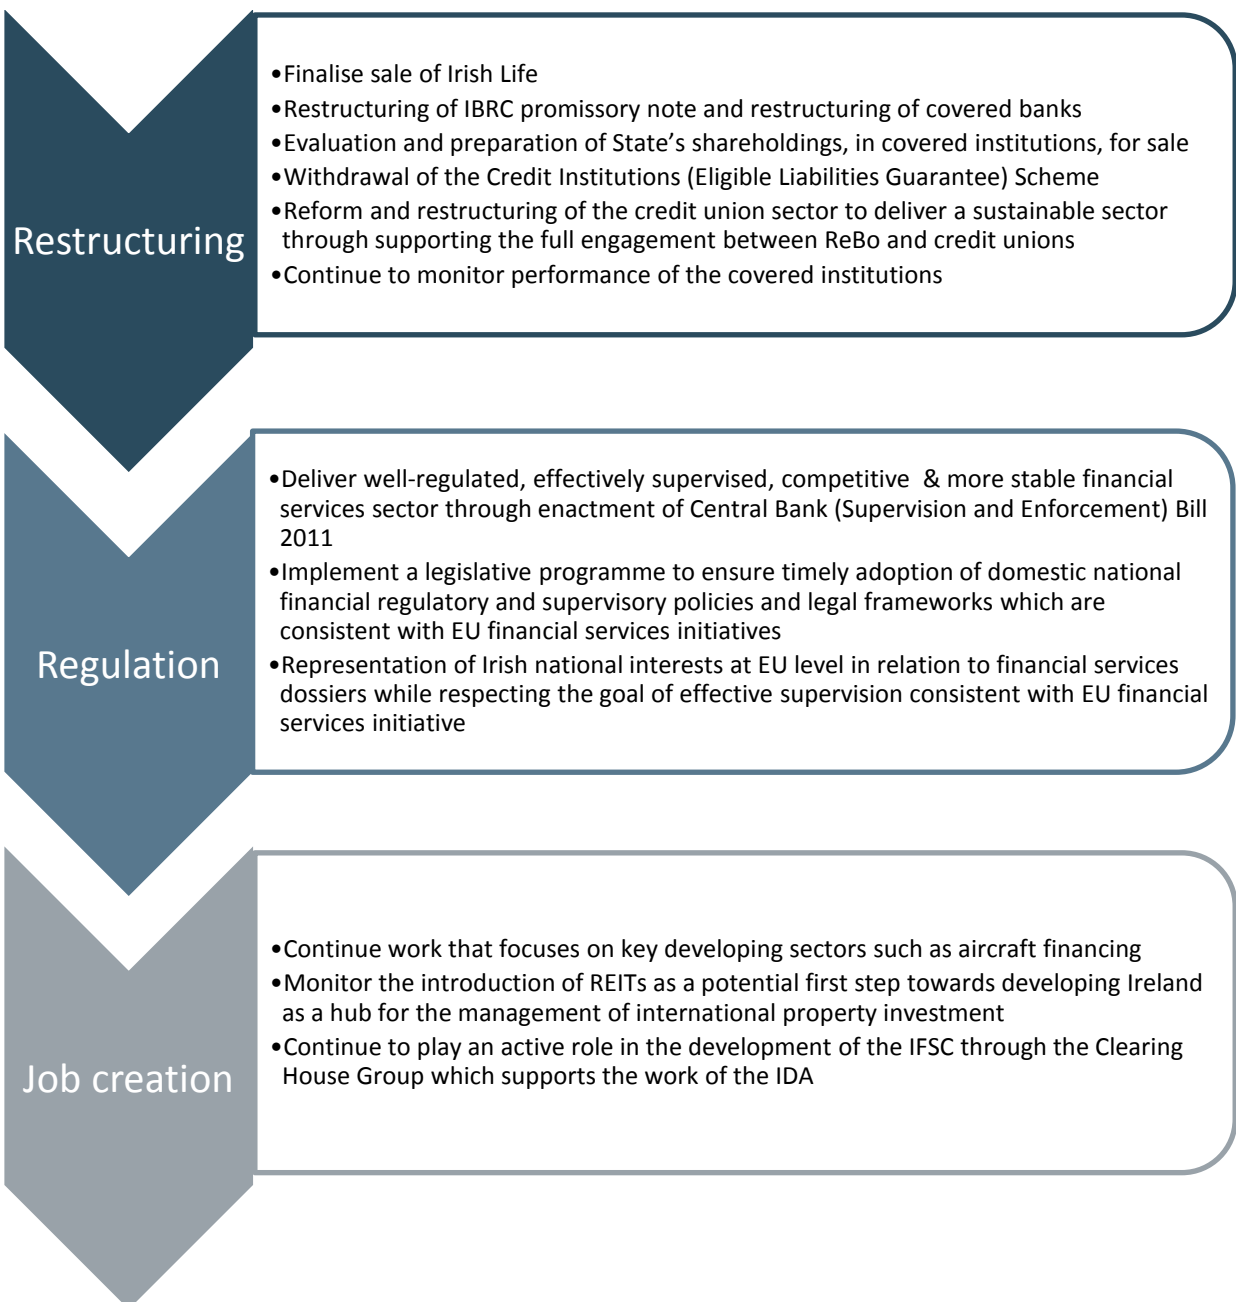 Restructuring
•Finalise sale of Irish Life
•Restructuring of IBRC promissory note and restructuring of covered banks
•Evaluation and preparation of State’s shareholdings, in covered institutions, for sale
•Withdrawal of the Credit Institutions (Eligible Liabilities Guarantee) Scheme
•Reform and restructuring of the credit union sector to deliver a sustainable sector
through supporting the full engagement between ReBo and credit unions
•Continue to monitor performance of the covered institutions
Regulation
•Deliver well-regulated, effectively supervised, competitive & more stable financial
services sector through enactment of Central Bank (Supervision and Enforcement) Bill
2011
•Implement a legislative programme to ensure timely adoption of domestic national
financial regulatory and supervisory policies and legal frameworks which are
consistent with EU financial services initiatives
•Representation of Irish national interests at EU level in relation to financial services
dossiers while respecting the goal of effective supervision consistent with EU financial
services initiative
Job creation
•Continue work that focuses on key developing sectors such as aircraft financing
•Monitor the introduction of REITs as a potential first step towards developing Ireland
as a hub for the management of international property investment
•Continue to play an active role in the development of the IFSC through the Clearing
House Group which supports the work of the IDA